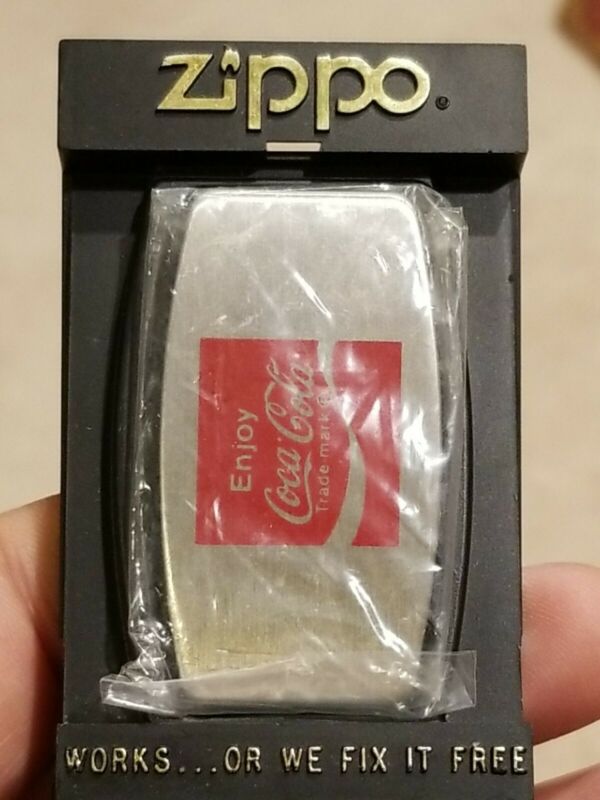 zippo®
Enjoy
Coca-Cola
Trade mark ®
WORKS...OR WE FIX IT FREE